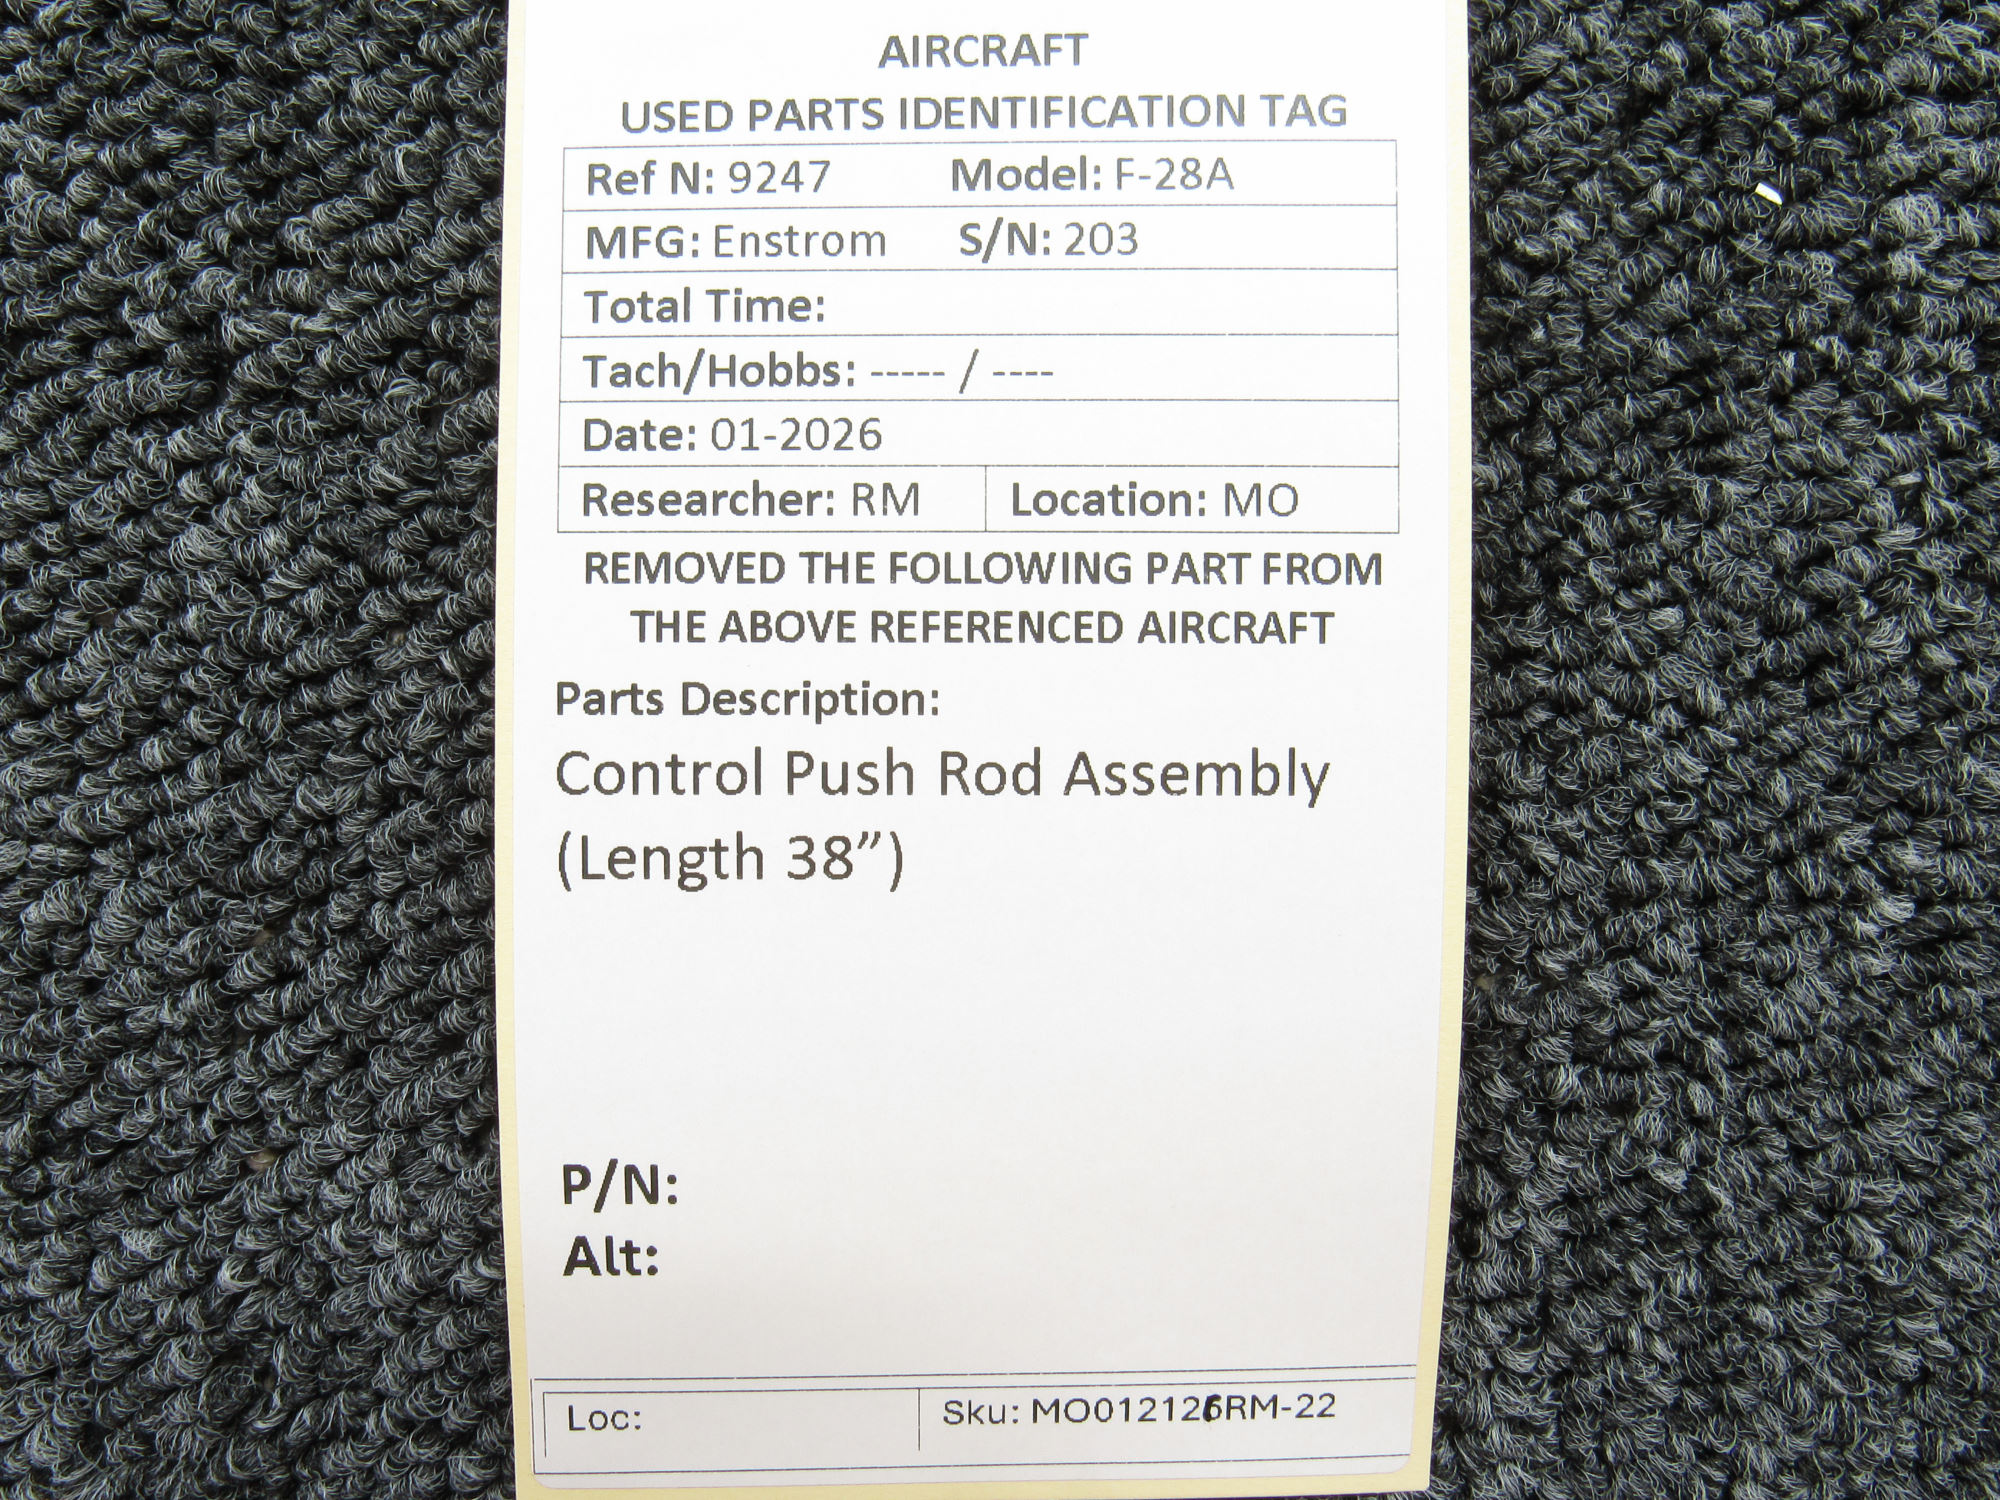 AIRCRAFT
USED PARTS IDENTIFICATION TAG
Ref N: 9247 Model: F-28A
MFG: Enstrom S/N: 203
Total Time:
Tach/Hobbs: ----- / ----
Date: 01-2026
Researcher: RM Location: MO
REMOVED THE FOLLOWING PART FROM
THE ABOVE REFERENCED AIRCRAFT
Parts Description:
Control Push Rod Assembly
(Length 38”)
P/N:
Alt:
Loc: Sku: MO012126RM-22